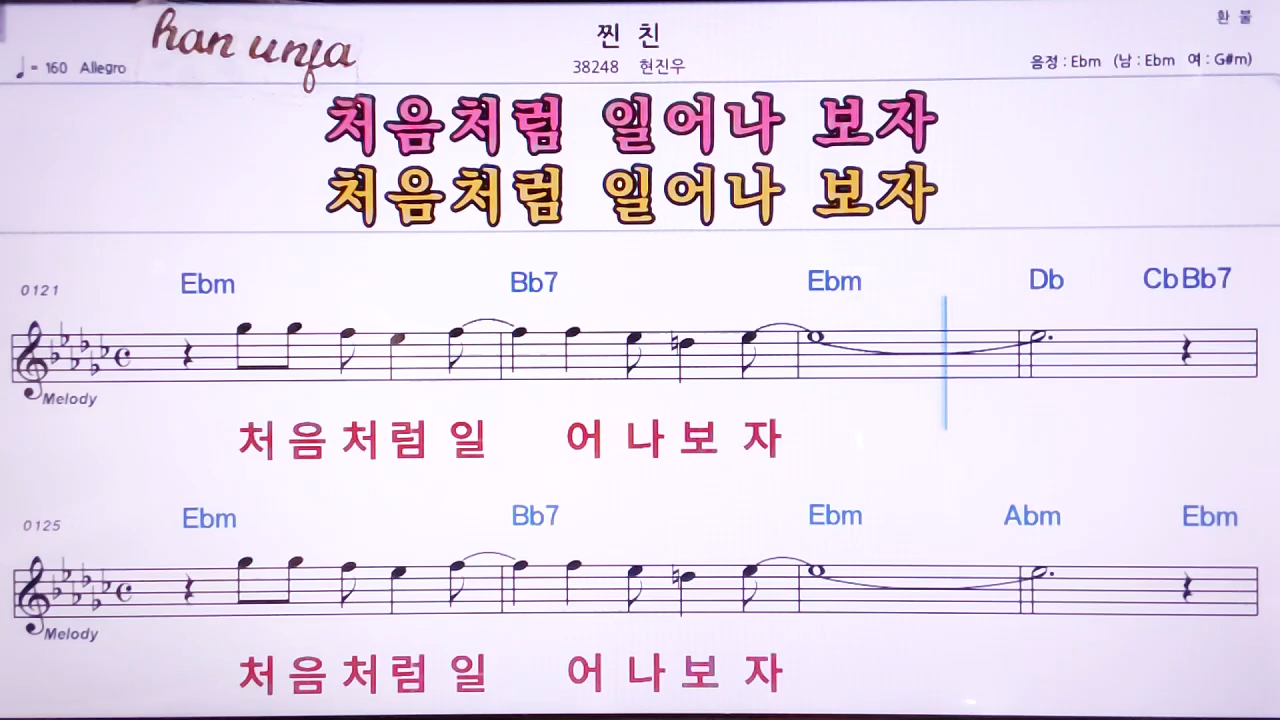 han unja
찐 친
환 불
♩= 160 Allegro
38248 현진우
음정 : Ebm (남 : Ebm 여 : G#m)
처음처럼 일어나 보자
처음처럼 일어나 보자
Ebm Bb7 Ebm Db Cb Bb7
0121
Melody
처 음 처 럼 일 어 나 보 자
Ebm Bb7 Ebm Abm Ebm
0125
Melody
처 음 처 럼 일 어 나 보 자